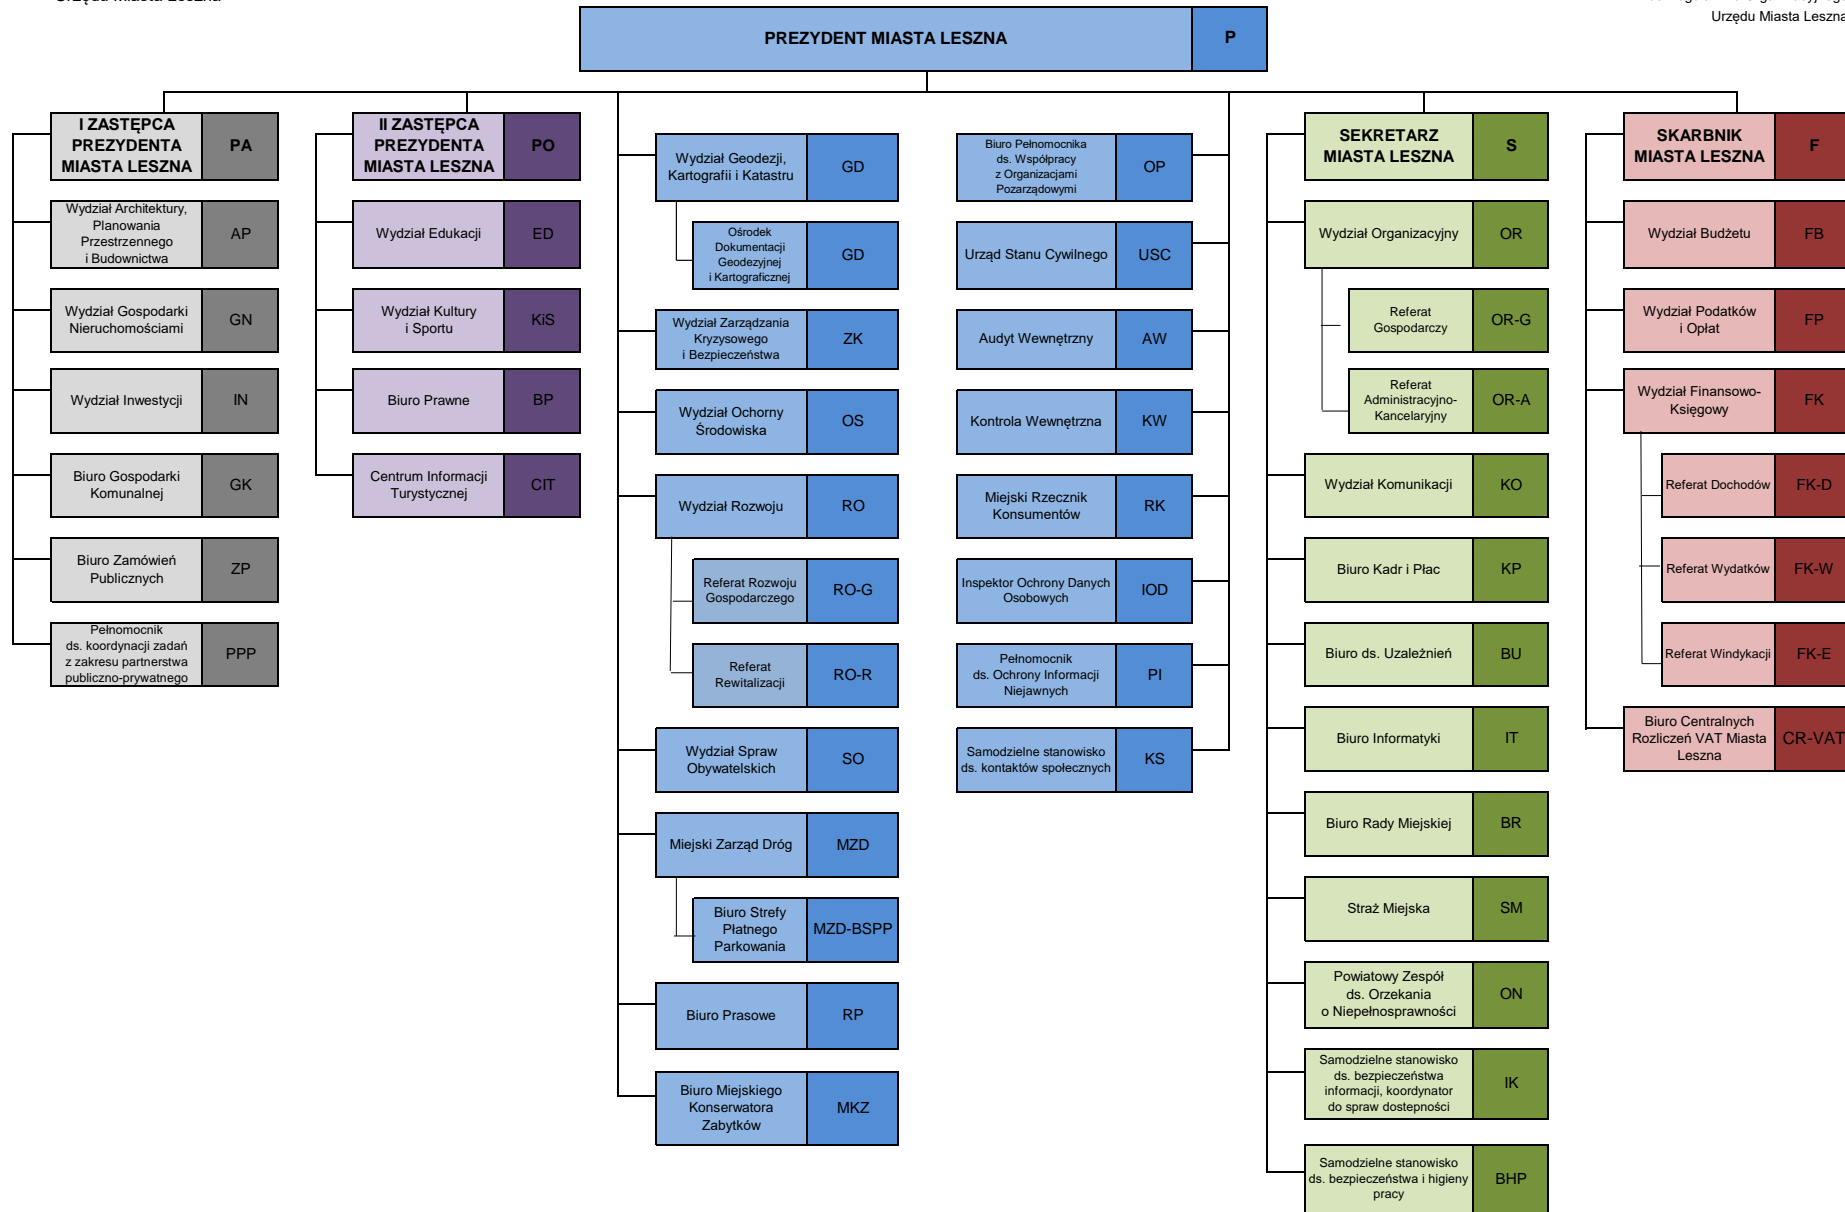 Urzędu Miasta Leszna
Urzędu Miasta Leszna
PREZYDENT MIASTA LESZNA
P
I ZASTĘPCA
PREZYDENTA
MIASTA LESZNA
PA
Wydział Architektury,
Planowania
Przestrzennego
i Budownictwa
AP
Wydział Gospodarki
Nieruchomościami
GN
Wydział Inwestycji
IN
Biuro Gospodarki
Komunalnej
GK
Biuro Zamówień
Publicznych
ZP
Pełnomocnik
ds. koordynacji zadań
z zakresu partnerstwa
publiczno-prywatnego
PPP
II ZASTĘPCA
PREZYDENTA
MIASTA LESZNA
PO
Wydział Edukacji
ED
Wydział Kultury
i Sportu
KiS
Biuro Prawne
BP
Centrum Informacji
Turystycznej
CIT
Wydział Geodezji,
Kartografii i Katastru
GD
Ośrodek
Dokumentacji
Geodezyjnej
i Kartograficznej
GD
Wydział Zarządzania
Kryzysowego
i Bezpieczeństwa
ZK
Wydział Ochorny
Środowiska
OS
Wydział Rozwoju
RO
Referat Rozwoju
Gospodarczego
RO-G
Referat
Rewitalizacji
RO-R
Wydział Spraw
Obywatelskich
SO
Miejski Zarząd Dróg
MZD
Biuro Strefy
Płatnego
Parkowania
MZD-BSPP
Biuro Prasowe
RP
Biuro Miejskiego
Konserwatora
Zabytków
MKZ
Biuro Pełnomocnika
ds. Współpracy
z Organizacjami
Pozarządowymi
OP
Urząd Stanu Cywilnego
USC
Audyt Wewnętrzny
AW
Kontrola Wewnętrzna
KW
Miejski Rzecznik
Konsumentów
RK
Inspektor Ochrony Danych
Osobowych
IOD
Pełnomocnik
ds. Ochrony Informacji
Niejawnych
PI
Samodzielne stanowisko
ds. kontaktów społecznych
KS
SEKRETARZ
MIASTA LESZNA
S
Wydział Organizacyjny
OR
Referat
Gospodarczy
OR-G
Referat
Administracyjno-
Kancelaryjny
OR-A
Wydział Komunikacji
KO
Biuro Kadr i Płac
KP
Biuro ds. Uzależnień
BU
Biuro Informatyki
IT
Biuro Rady Miejskiej
BR
Straż Miejska
SM
Powiatowy Zespół
ds. Orzekania
o Niepełnosprawności
ON
Samodzielne stanowisko
ds. bezpieczeństwa
informacji, koordynator
do spraw dostepności
IK
Samodzielne stanowisko
ds. bezpieczeństwa i higieny
pracy
BHP
SKARBNIK
MIASTA LESZNA
F
Wydział Budżetu
FB
Wydział Podatków
i Opłat
FP
Wydział Finansowo-
Księgowy
FK
Referat Dochodów
FK-D
Referat Wydatków
FK-W
Referat Windykacji
FK-E
Biuro Centralnych
Rozliczeń VAT Miasta
Leszna
CR-VAT